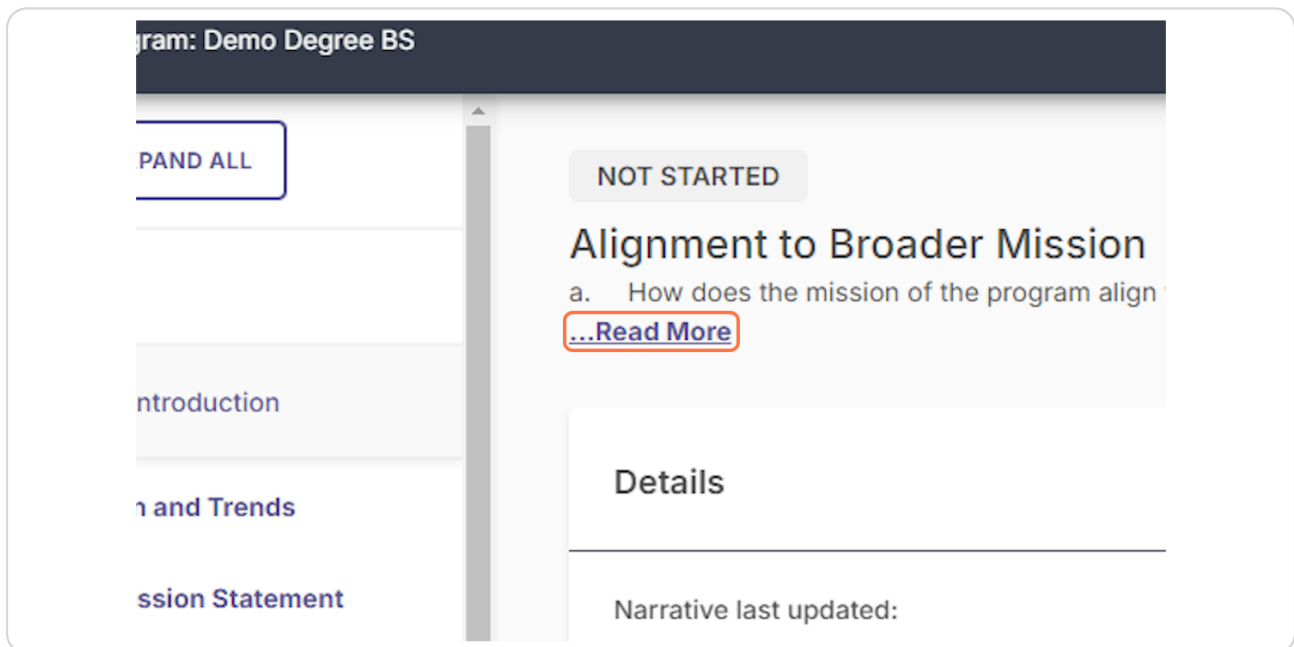 gram: Demo Degree BS
PAND ALL
NOT STARTED
Alignment to Broader Mission
a. How does the mission of the program align
...Read More
ntroduction
Details
n and Trends
ssion Statement
Narrative last updated: